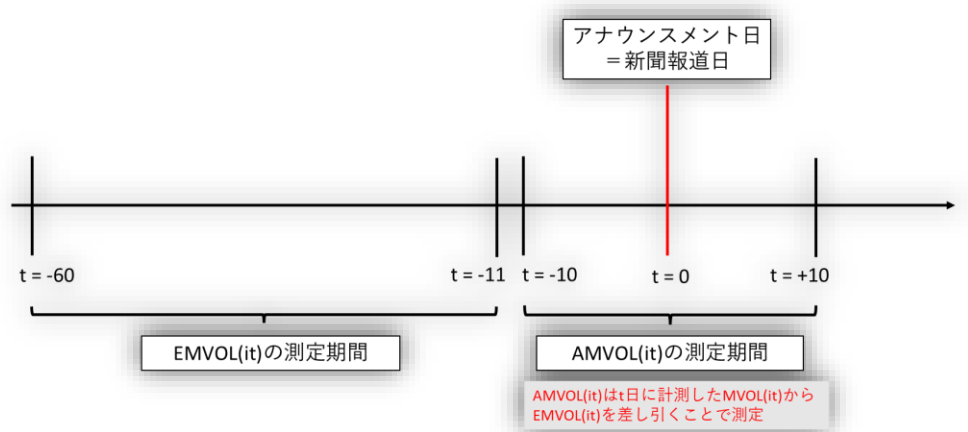 アナウンスメント日
＝新聞報道日
t = -60
t = -11
t = -10
t = 0
t = +10
EMVOL(it)の測定期間
AMVOL(it)の測定期間
AMVOL(it)はt日に計測したMVOL(it)から
EMVOL(it)を差し引くことで測定